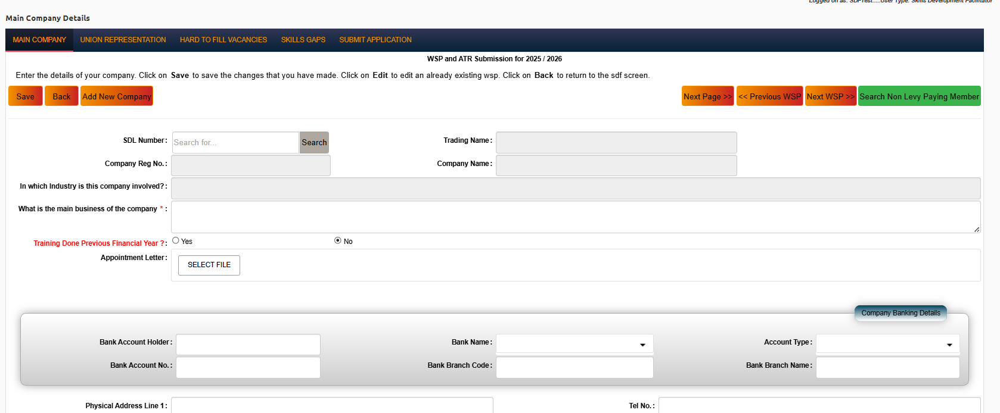 Logged on as: SDFTest.....User Type: Skills Development Facilitator
Main Company Details
MAIN COMPANY UNION REPRESENTATION HARD TO FILL VACANCIES SKILLS GAPS SUBMIT APPLICATION
WSP and ATR Submission for 2025 / 2026
Enter the details of your company. Click on Save to save the changes that you have made. Click on Edit to edit an already existing wsp. Click on Back to return to the sdf screen.
Save Back Add New Company Next Page >> << Previous WSP Next WSP >> Search Non Levy Paying Member
SDL Number: Search for... Search Trading Name:
Company Reg No.: Company Name:
In which Industry is this company involved?:
What is the main business of the company * :
Training Done Previous Financial Year ?: Yes No
Appointment Letter:
SELECT FILE
Company Banking Details
Bank Account Holder: Bank Name: Account Type:
Bank Account No.: Bank Branch Code: Bank Branch Name:
Physical Address Line 1: Tel No.: